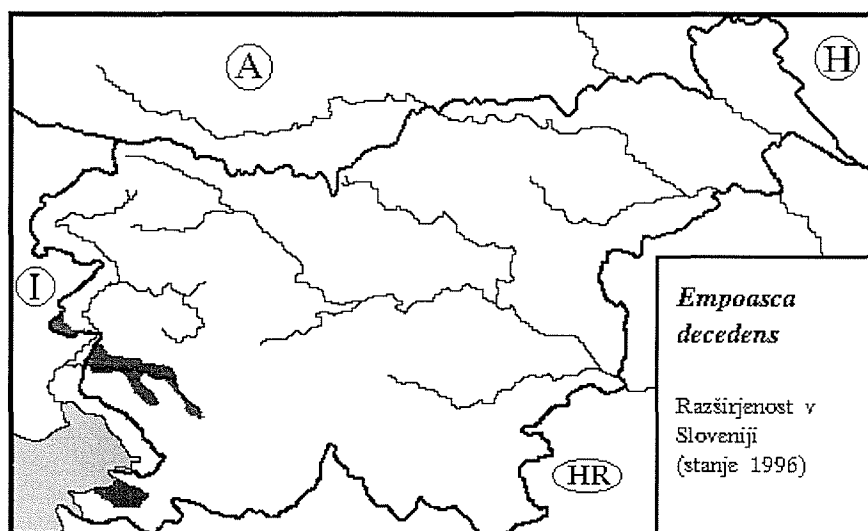 A
H
I
Empoasca
decedens
Razširjenost v
Sloveniji
(stanje 1996)
HR